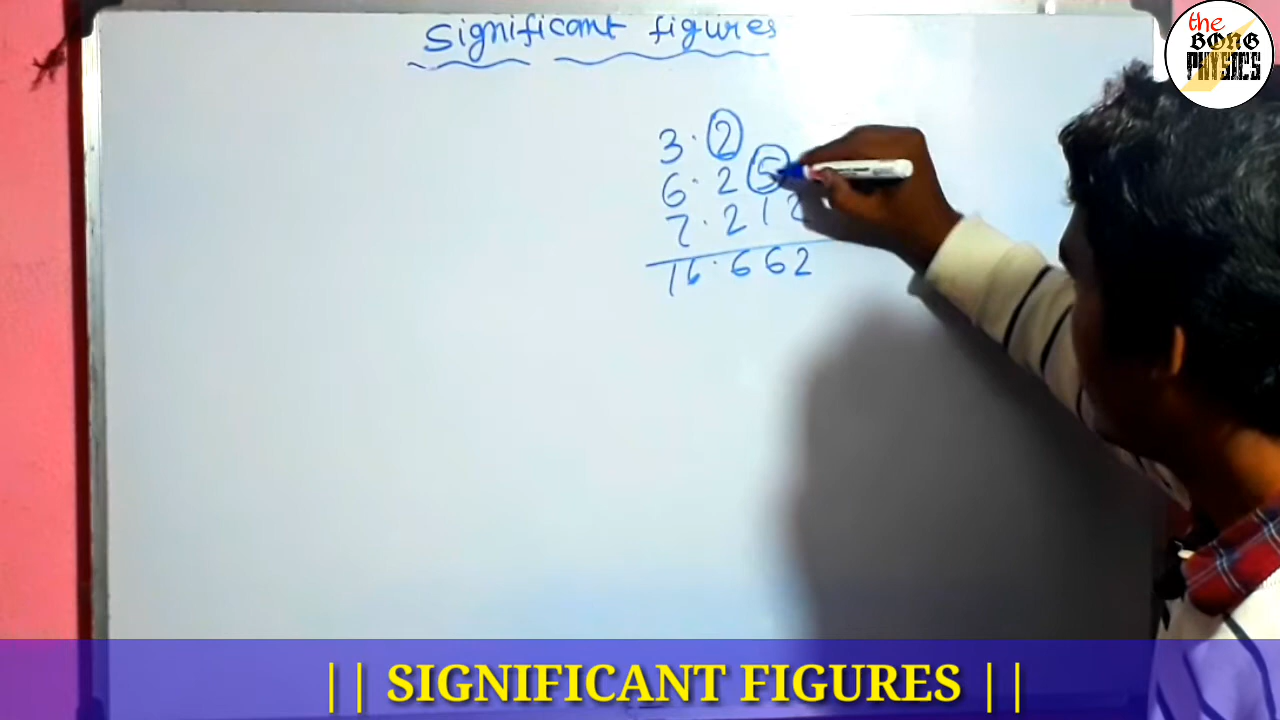 Significant figures
the
BONG
PHYSICS
3.2
6.25
7.212
16.662
|| SIGNIFICANT FIGURES ||